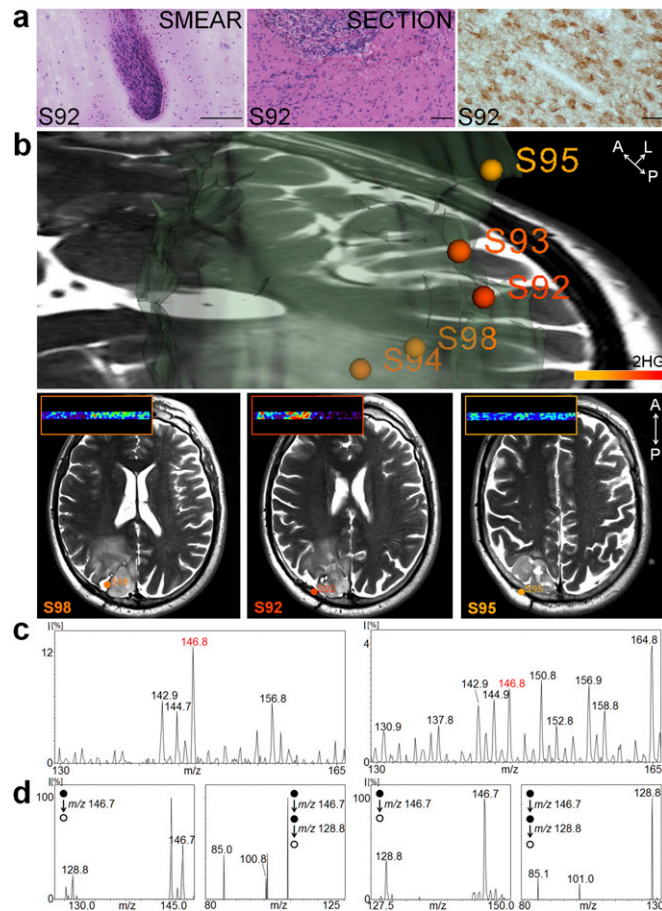 a
SMEAR
SECTION
S92
S92
S92
b
S95
A L
P
S93
S92
S98
S94
2HG
A
P
S98
S92
S95
c
I[%]
I[%]
12
146.8
142.9
144.7
156.8
130
m/z
165
4
164.8
142.9
144.9
146.8
150.8
156.9
158.8
152.8
137.8
130.9
130
m/z
165
d
I[%]
100
m/z 146.7
146.7
128.8
130.0
m/z
145.0
m/z 146.7
m/z 128.8
85.0
100.8
80
m/z
125
100
m/z 146.7
146.7
128.8
127.5
m/z
150.0
128.8
m/z 146.7
m/z 128.8
85.1
101.0
80
m/z
130